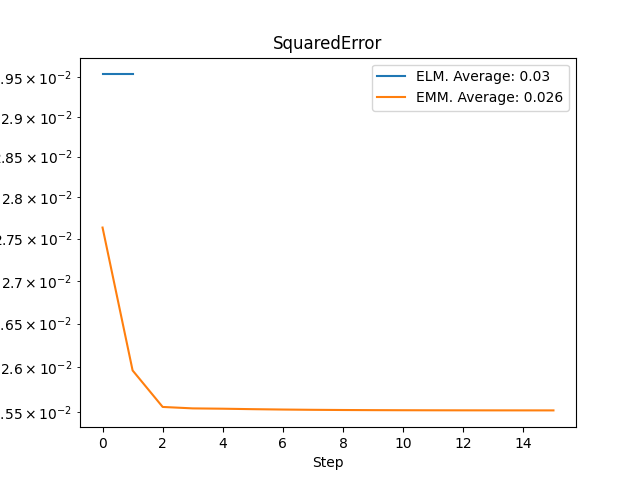 SquaredError
ELM. Average: 0.03
EMM. Average: 0.026
.95 × 10⁻²
2.9 × 10⁻²
2.85 × 10⁻²
2.8 × 10⁻²
2.75 × 10⁻²
2.7 × 10⁻²
.65 × 10⁻²
2.6 × 10⁻²
.55 × 10⁻²
0 2 4 6 8 10 12 14
Step